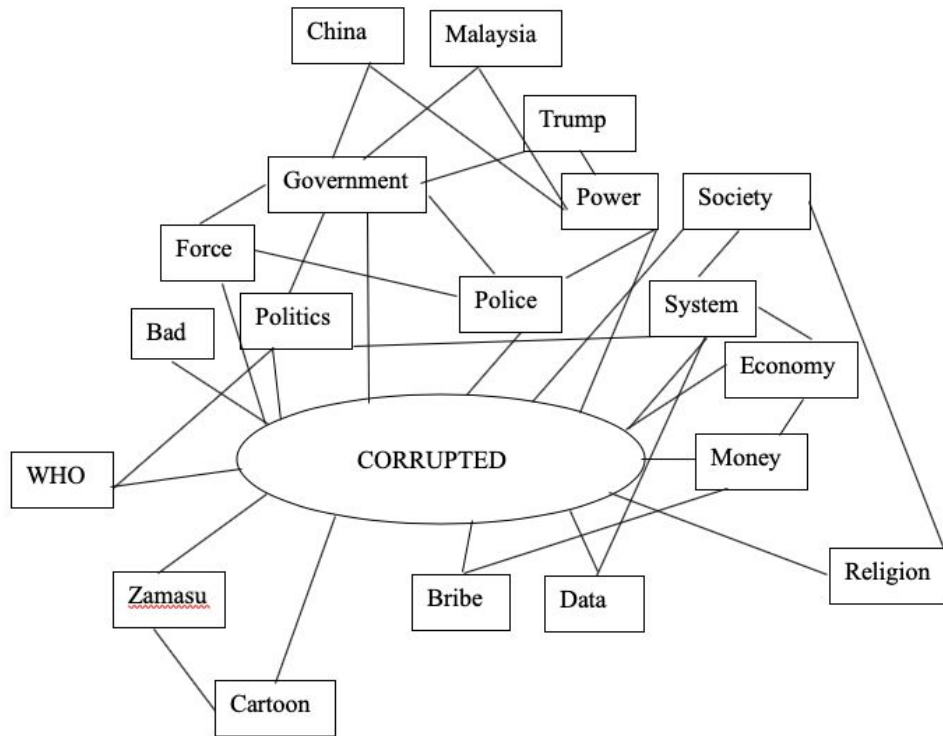 China
Malaysia
Trump
Government
Power
Society
Force
Police
System
Politics
Bad
Economy
CORRUPTED
Money
WHO
Religion
Zamasu
Bribe
Data
Cartoon